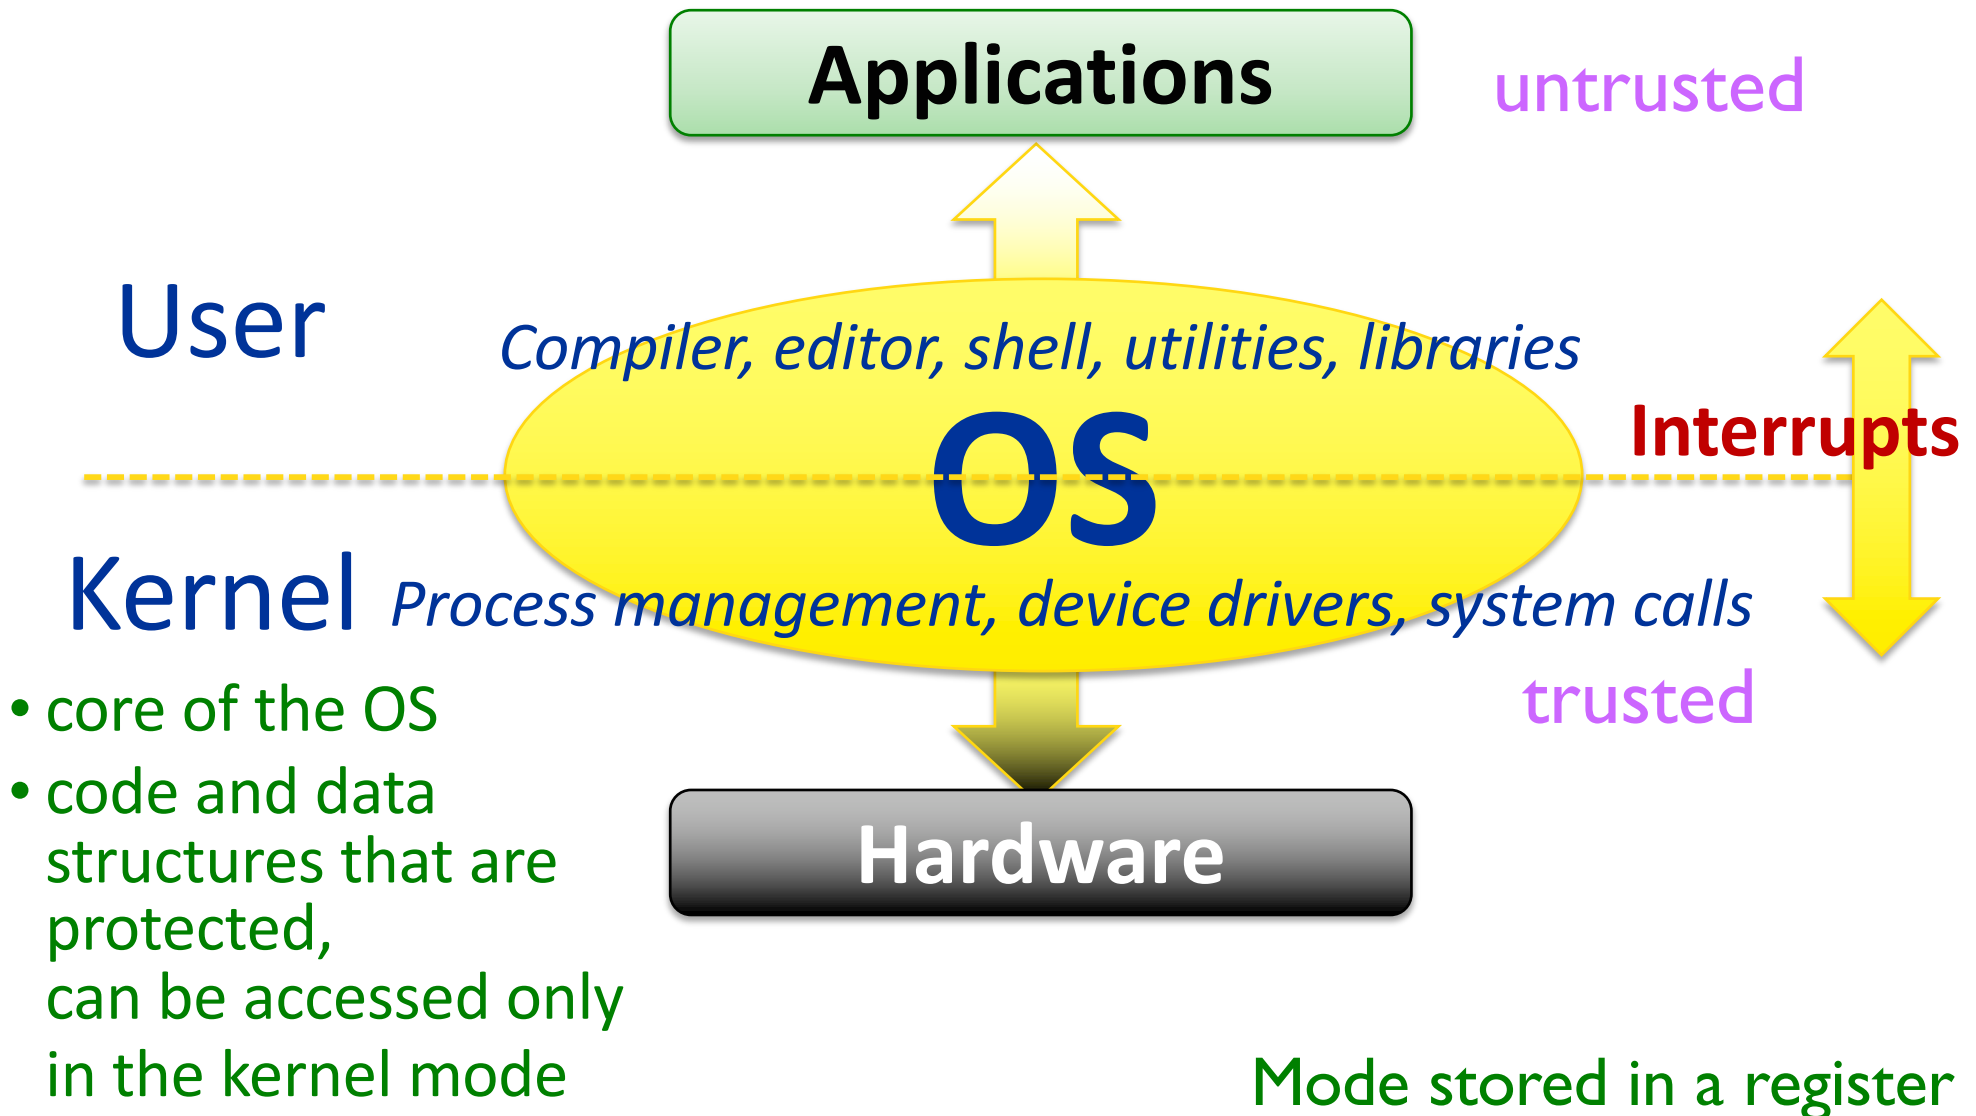 Applications
untrusted
User
Compiler, editor, shell, utilities, libraries
OS
Interrupts
Kernel
Process management, device drivers, system calls
trusted
• core of the OS
• code and data
structures that are
protected,
can be accessed only
in the kernel mode
Hardware
Mode stored in a register